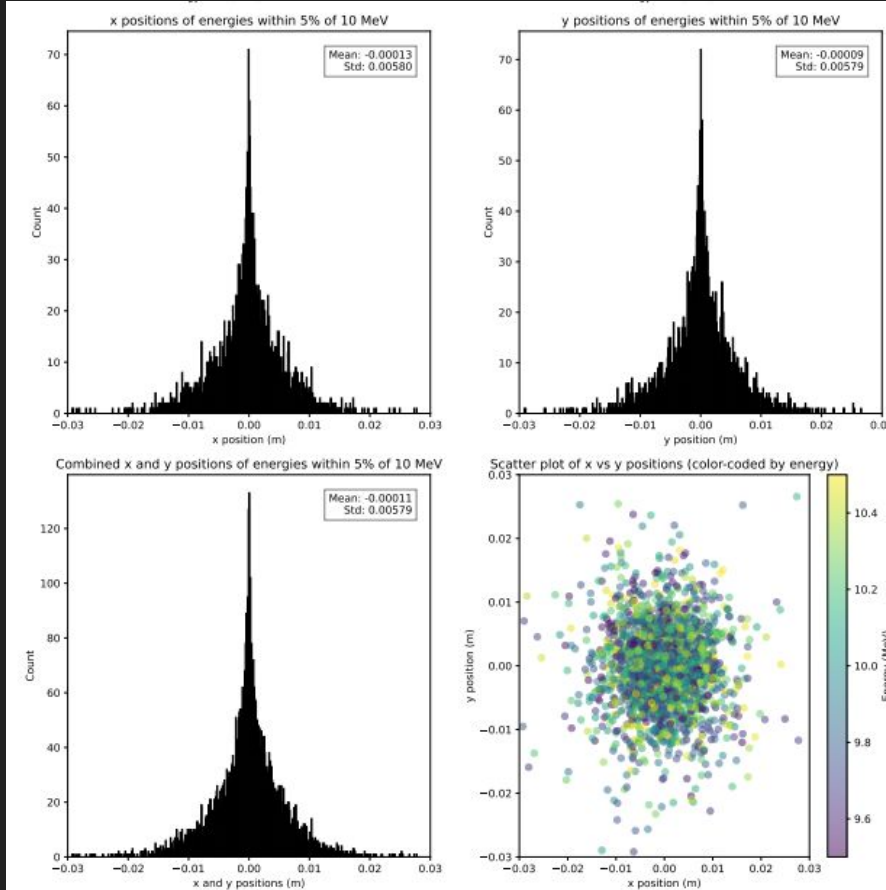 x positions of energies within 5% of 10 MeV
Mean: -0.00013
Std: 0.00580
70
60
50
40
30
20
10
0
Count
−0.03 −0.02 −0.01 0.00 0.01 0.02 0.03
x position (m)
y positions of energies within 5% of 10 MeV
Mean: -0.00009
Std: 0.00579
70
60
50
40
30
20
10
0
Count
−0.03 −0.02 −0.01 0.00 0.01 0.02 0.03
y position (m)
Combined x and y positions of energies within 5% of 10 MeV
Mean: -0.00011
Std: 0.00579
120
100
80
60
40
20
0
Count
−0.03 −0.02 −0.01 0.00 0.01 0.02 0.03
x and y positions (m)
Scatter plot of x vs y positions (color-coded by energy)
0.03
0.02
0.01
0.00
−0.01
−0.02
−0.03
y position (m)
−0.03 −0.02 −0.01 0.00 0.01 0.02 0.03
x position (m)
10.4
10.2
10.0
9.8
9.6
Energy (MeV)